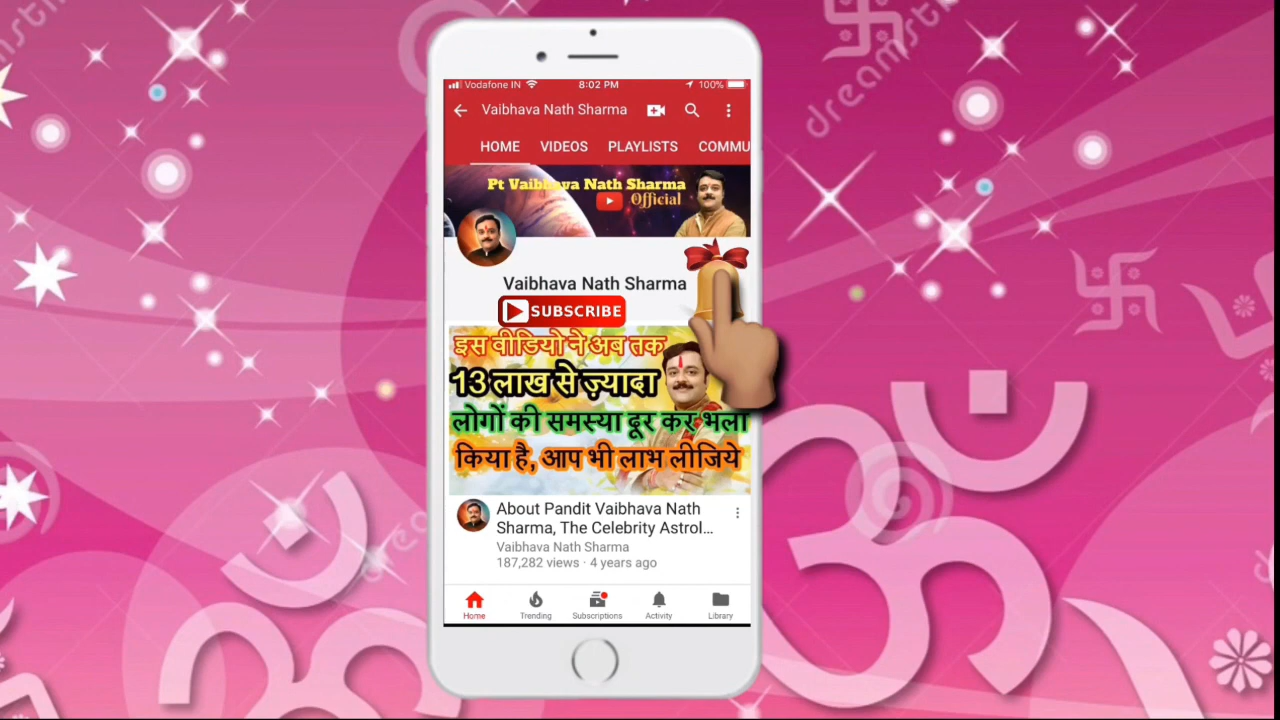 dreamstime
Vodafone IN
8:02 PM
100%
Vaibhava Nath Sharma
HOME VIDEOS PLAYLISTS COMMU
Pt Vaibhava Nath Sharma
Official
Vaibhava Nath Sharma
SUBSCRIBE
इस वीडियो ने अब तक
13 लाख से ज़्यादा
लोगों की समस्या दूर कर भला
किया है, आप भी लाभ लीजिये
About Pandit Vaibhava Nath
Sharma, The Celebrity Astrol...
Vaibhava Nath Sharma
187,282 views · 4 years ago
Home Trending Subscriptions Activity Library